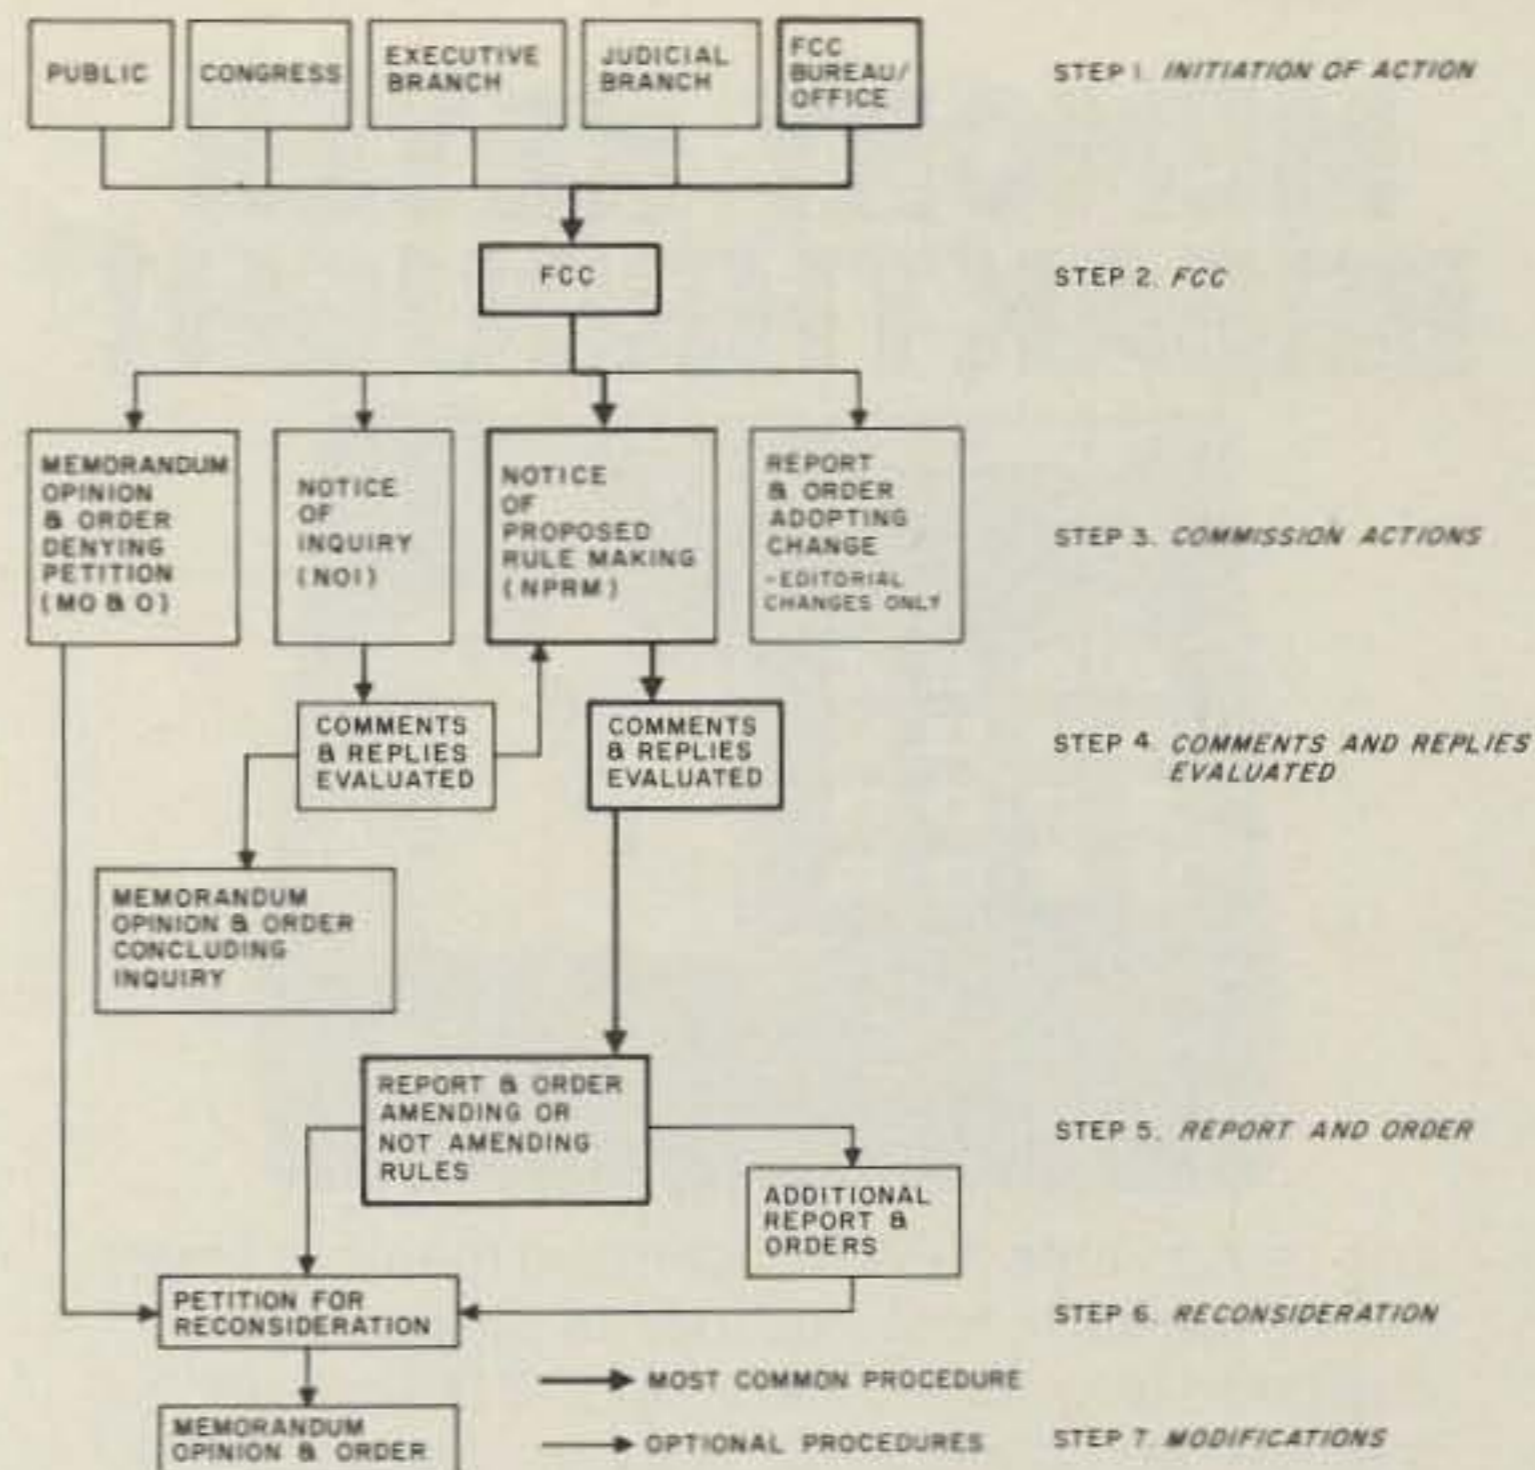 PUBLIC
CONGRESS
EXECUTIVE
BRANCH
JUDICIAL
BRANCH
FCC
BUREAU/
OFFICE
STEP 1. INITIATION OF ACTION
FCC
STEP 2. FCC
MEMORANDUM
OPINION
& ORDER
DENYING
PETITION
(MO & O)
NOTICE
OF
INQUIRY
(NOI)
NOTICE
OF
PROPOSED
RULE MAKING
(NPRM)
REPORT
& ORDER
ADOPTING
CHANGE
-EDITORIAL
CHANGES ONLY
STEP 3. COMMISSION ACTIONS
COMMENTS
& REPLIES
EVALUATED
COMMENTS
& REPLIES
EVALUATED
STEP 4. COMMENTS AND REPLIES
EVALUATED
MEMORANDUM
OPINION & ORDER
CONCLUDING
INQUIRY
REPORT & ORDER
AMENDING OR
NOT AMENDING
RULES
STEP 5. REPORT AND ORDER
ADDITIONAL
REPORT &
ORDERS
PETITION FOR
RECONSIDERATION
STEP 6. RECONSIDERATION
MOST COMMON PROCEDURE
MEMORANDUM
OPINION & ORDER
OPTIONAL PROCEDURES
STEP 7. MODIFICATIONS